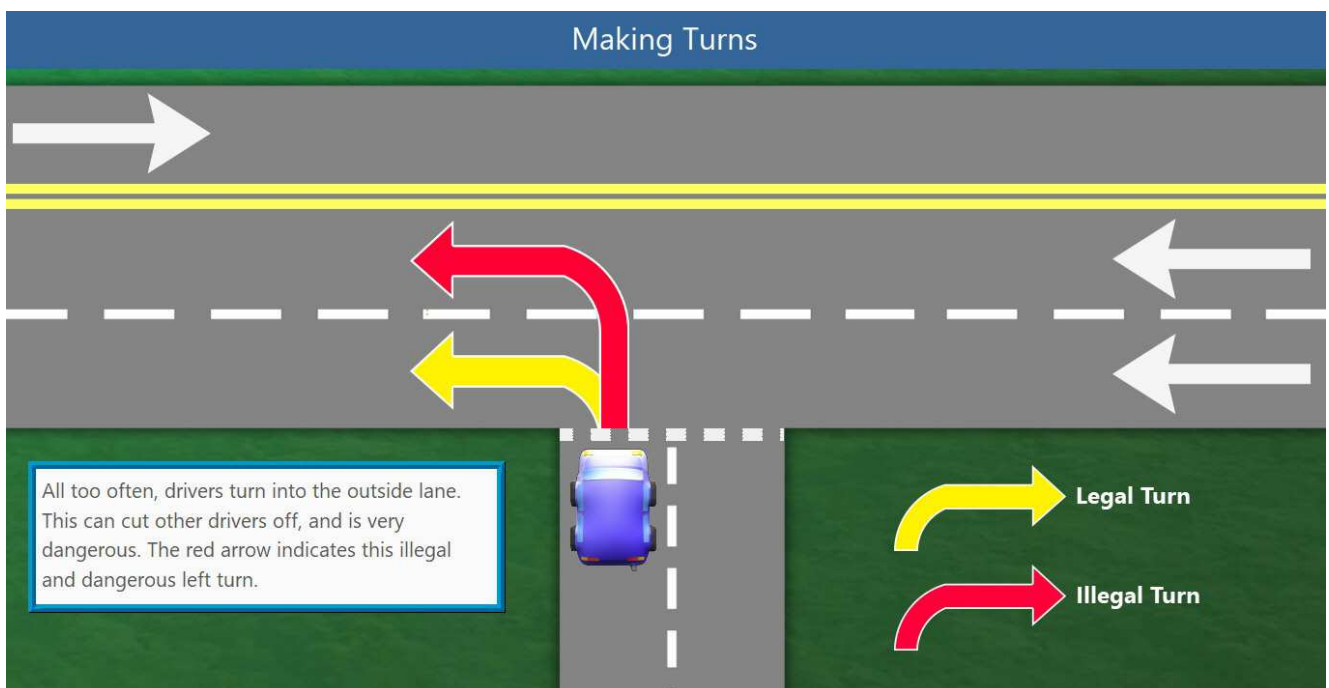 Making Turns
All too often, drivers turn into the outside lane.
This can cut other drivers off, and is very
dangerous. The red arrow indicates this illegal
and dangerous left turn.
Legal Turn
Illegal Turn